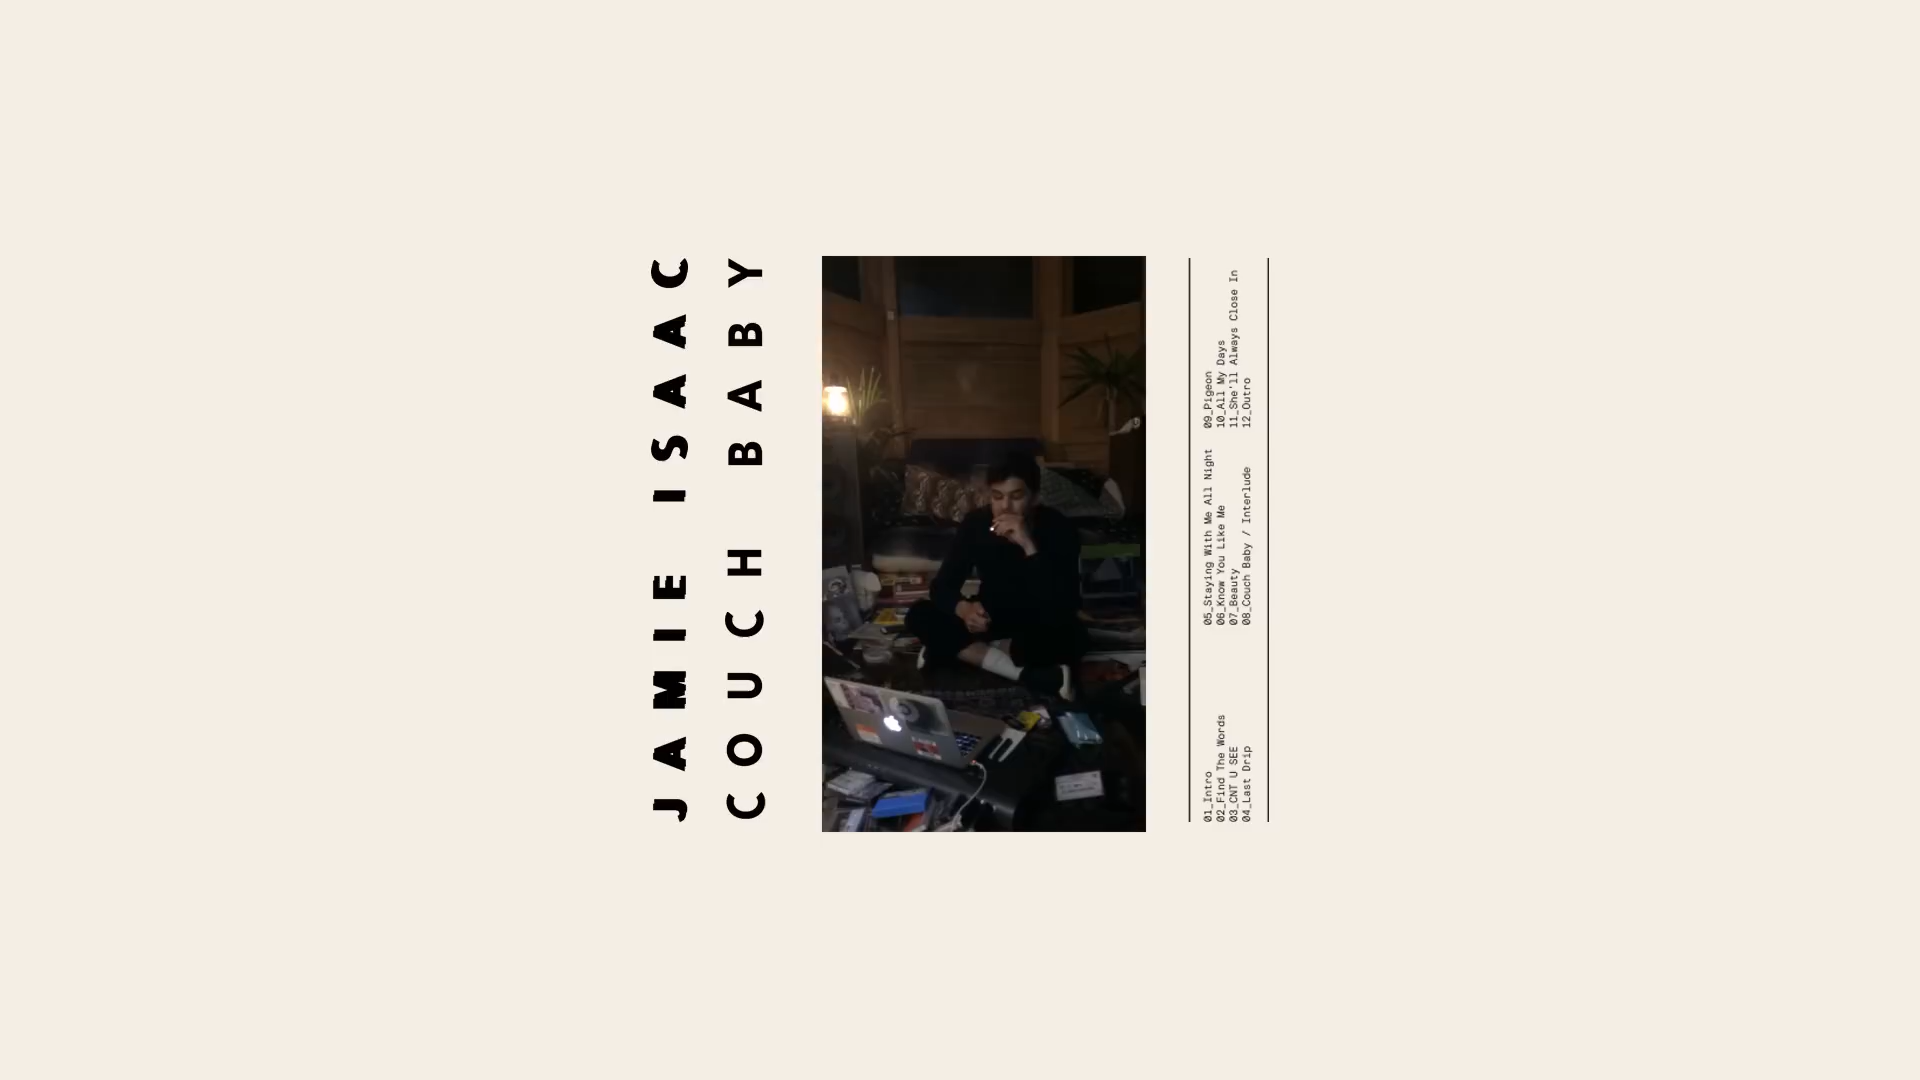 JAMIE ISAAC
COUCH BABY
01_Intro
02_Find The Words
03_CNT U SEE
04_Last Drip
05_Staying With Me All Night
06_Know You Like Me
07_Beauty
08_Couch Baby / Interlude
09_Pigeon
10_All My Days
11_She'll Always Close In
12_Outro